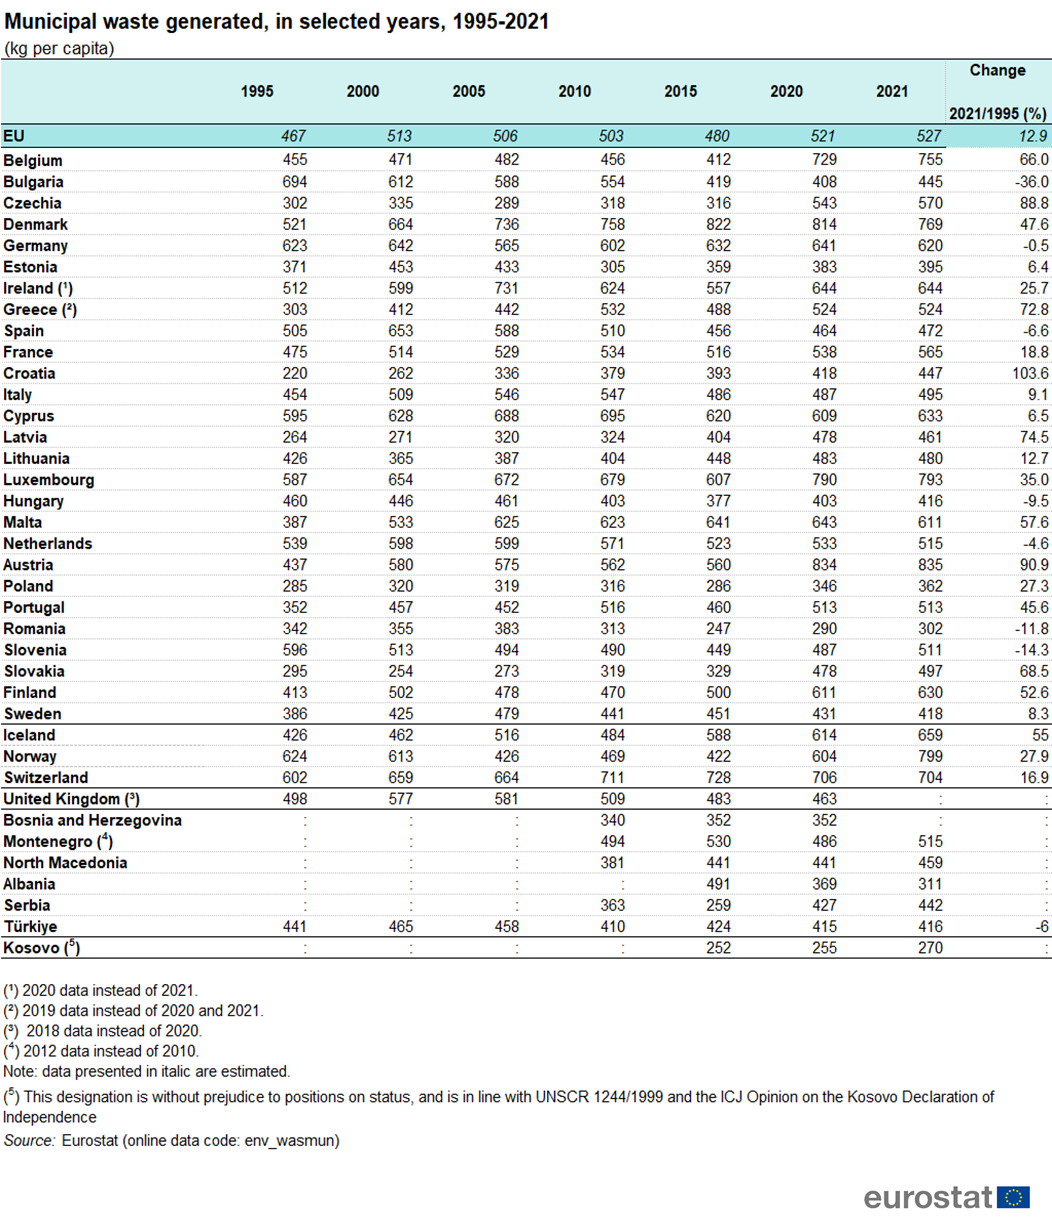 Municipal waste generated, in selected years, 1995-2021
(kg per capita)
Change
1995 2000 2005 2010 2015 2020 2021
2021/1995 (%)
EU 467 513 506 503 480 521 527 12.9
Belgium 455 471 482 456 412 729 755 66.0
Bulgaria 694 612 588 554 419 408 445 -36.0
Czechia 302 335 289 318 316 543 570 88.8
Denmark 521 664 736 758 822 814 769 47.6
Germany 623 642 565 602 632 641 620 -0.5
Estonia 371 453 433 305 359 383 395 6.4
Ireland (¹) 512 599 731 624 557 644 644 25.7
Greece (²) 303 412 442 532 488 524 524 72.8
Spain 505 653 588 510 456 464 472 -6.6
France 475 514 529 534 516 538 565 18.8
Croatia 220 262 336 379 393 418 447 103.6
Italy 454 509 546 547 486 487 495 9.1
Cyprus 595 628 688 695 620 609 633 6.5
Latvia 264 271 320 324 404 478 461 74.5
Lithuania 426 365 387 404 448 483 480 12.7
Luxembourg 587 654 672 679 607 790 793 35.0
Hungary 460 446 461 403 377 403 416 -9.5
Malta 387 533 625 623 641 643 611 57.6
Netherlands 539 598 599 571 523 533 515 -4.6
Austria 437 580 575 562 560 834 835 90.9
Poland 285 320 319 316 286 346 362 27.3
Portugal 352 457 452 516 460 513 513 45.6
Romania 342 355 383 313 247 290 302 -11.8
Slovenia 596 513 494 490 449 487 511 -14.3
Slovakia 295 254 273 319 329 478 497 68.5
Finland 413 502 478 470 500 611 630 52.6
Sweden 386 425 479 441 451 431 418 8.3
Iceland 426 462 516 484 588 614 659 55
Norway 624 613 426 469 422 604 799 27.9
Switzerland 602 659 664 711 728 706 704 16.9
United Kingdom (³) 498 577 581 509 483 463 : :
Bosnia and Herzegovina : : : 340 352 352 : :
Montenegro (⁴) : : : 494 530 486 515 :
North Macedonia : : : 381 441 441 459 :
Albania : : : : 491 369 311 :
Serbia : : : 363 259 427 442 :
Türkiye 441 465 458 410 424 415 416 -6
Kosovo (⁵) : : : : 252 255 270 :
(¹) 2020 data instead of 2021.
(²) 2019 data instead of 2020 and 2021.
(³) 2018 data instead of 2020.
(⁴) 2012 data instead of 2010.
Note: data presented in italic are estimated.
(⁵) This designation is without prejudice to positions on status, and is in line with UNSCR 1244/1999 and the ICJ Opinion on the Kosovo Declaration of
Independence
Source: Eurostat (online data code: env_wasmun)
eurostat